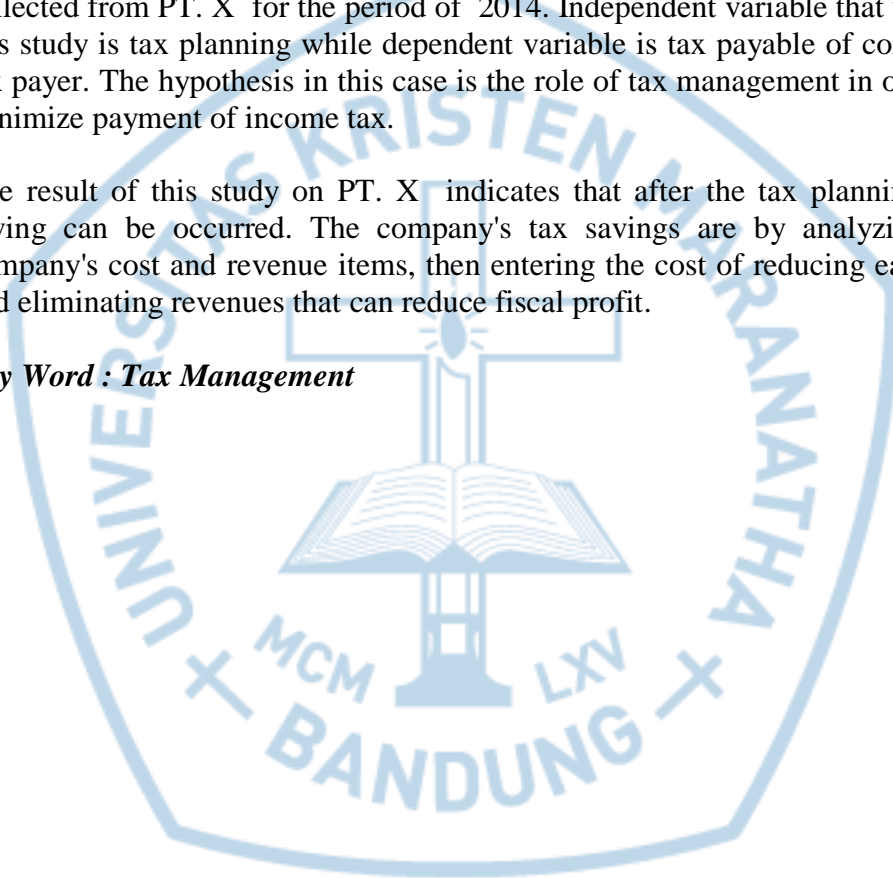 llected from PT. X for the period of 2014. Independent variable that
s study is tax planning while dependent variable is tax payable of co
x payer. The hypothesis in this case is the role of tax management in o
nimize payment of income tax.
e result of this study on PT. X indicates that after the tax plannin
ving can be occurred. The company's tax savings are by analyzi
mpany's cost and revenue items, then entering the cost of reducing ea
d eliminating revenues that can reduce fiscal profit.
y Word : Tax Management
UNIVERSITAS KRISTEN MARANATHA
MCM LXV
BANDUNG